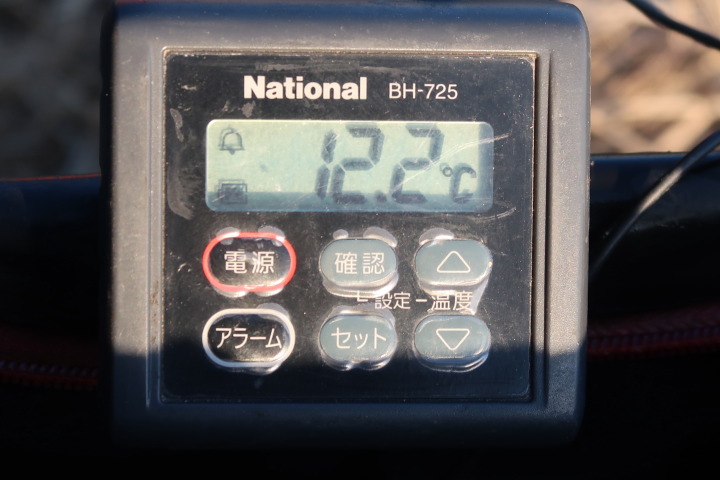 National BH-725
12.2℃
電源 確認
設定 温度
アラーム セット